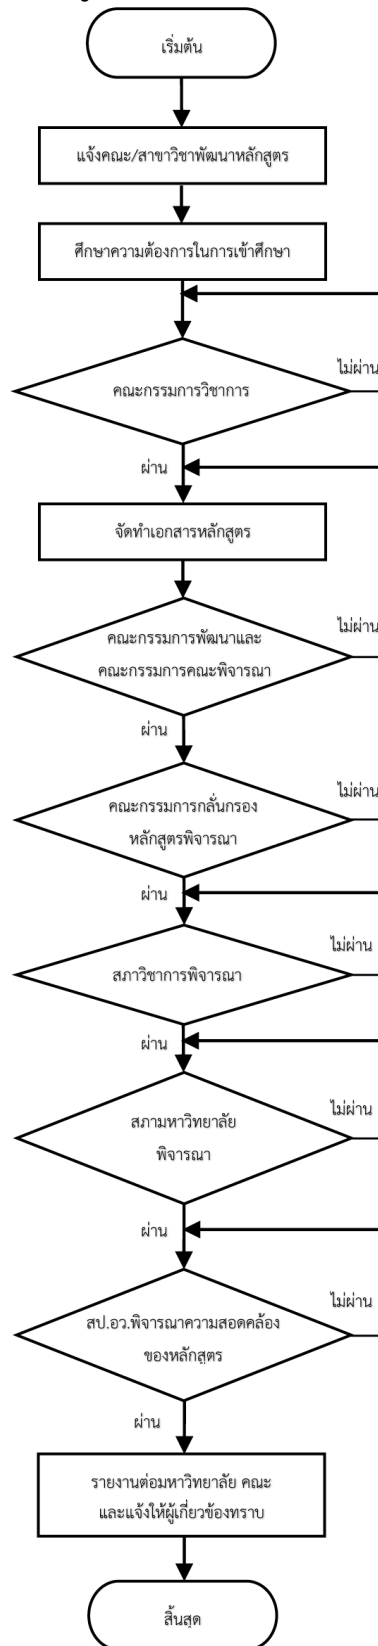 เริ่มต้น
แจ้งคณะ/สาขาวิชาพัฒนาหลักสูตร
ศึกษาความต้องการในการเข้าศึกษา
ไม่ผ่าน
คณะกรรมการวิชาการ
ผ่าน
จัดทำเอกสารหลักสูตร
ไม่ผ่าน
คณะกรรมการพัฒนาและ
คณะกรรมการคณะพิจารณา
ผ่าน
ไม่ผ่าน
คณะกรรมการกลั่นกรอง
หลักสูตรพิจารณา
ผ่าน
ไม่ผ่าน
สภาวิชาการพิจารณา
ผ่าน
ไม่ผ่าน
สภามหาวิทยาลัย
พิจารณา
ผ่าน
ไม่ผ่าน
สป.อว.พิจารณาความสอดคล้อง
ของหลักสูตร
ผ่าน
รายงานต่อมหาวิทยาลัย คณะ
และแจ้งให้ผู้เกี่ยวข้องทราบ
สิ้นสุด